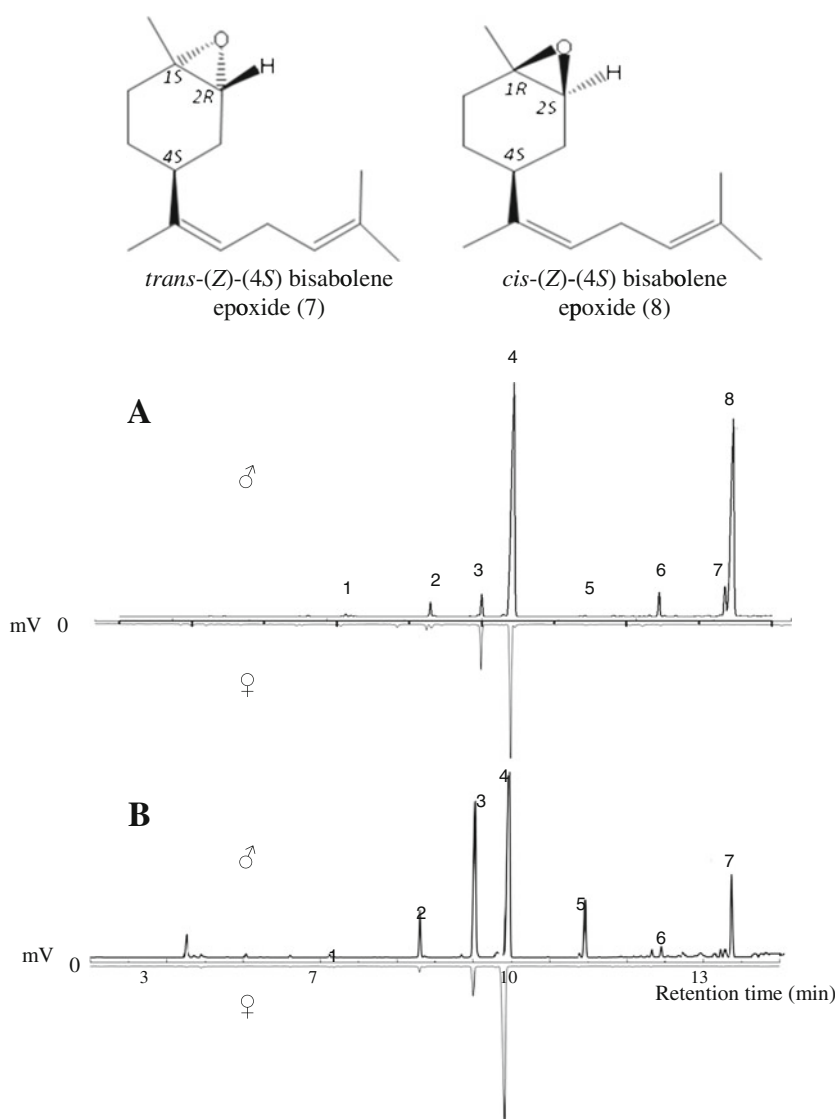 O H O H
1S 2R 1R 2S
4S 4S
trans-(Z)-(4S) bisabolene cis-(Z)-(4S) bisabolene
epoxide (7) epoxide (8)
4
A 8
♂
1 2 3 5 6 7
mV 0
♀
4
B 3
♂ 7
2 5
1 6
mV 0
3 7 10 13
Retention time (min)
♀